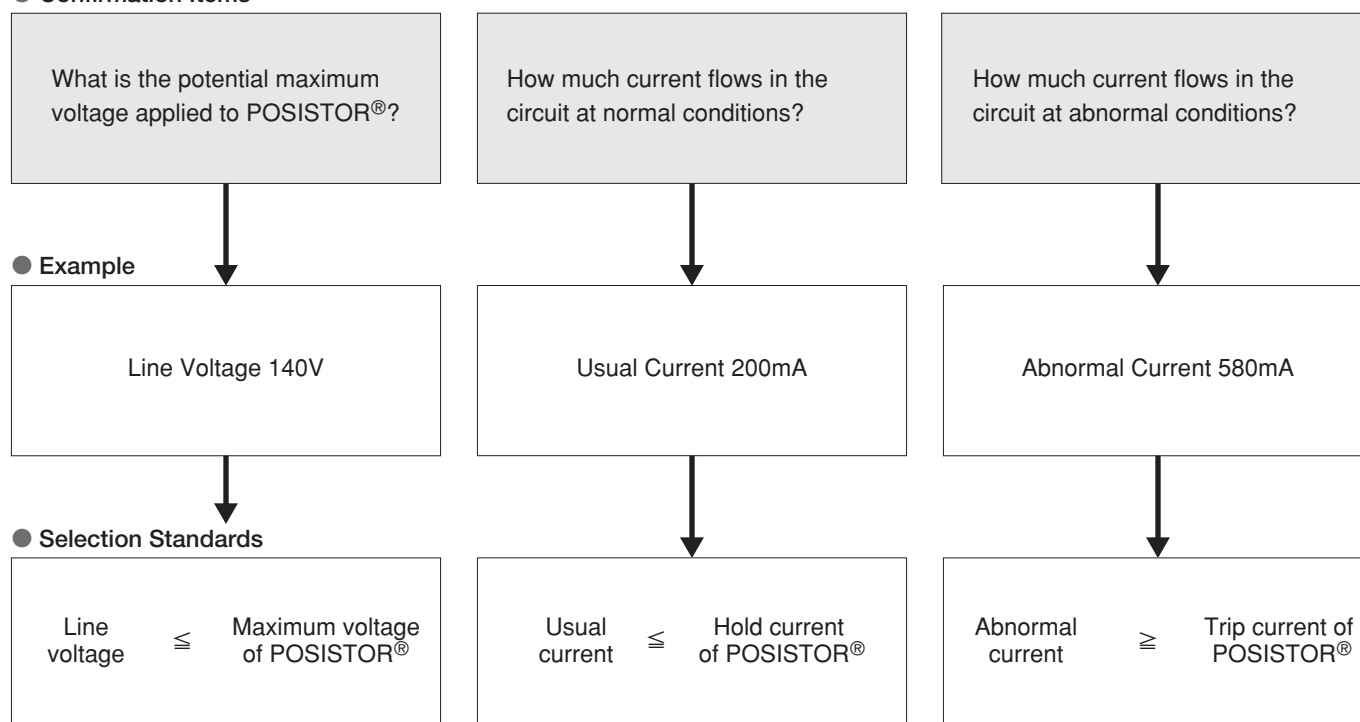 Confirmation Items
What is the potential maximum
voltage applied to POSISTOR®?
How much current flows in the
circuit at normal conditions?
How much current flows in the
circuit at abnormal conditions?
● Example
Line Voltage 140V
Usual Current 200mA
Abnormal Current 580mA
● Selection Standards
Line
voltage
≦
Maximum voltage
of POSISTOR®
Usual
current
≦
Hold current
of POSISTOR®
Abnormal
current
≧
Trip current of
POSISTOR®